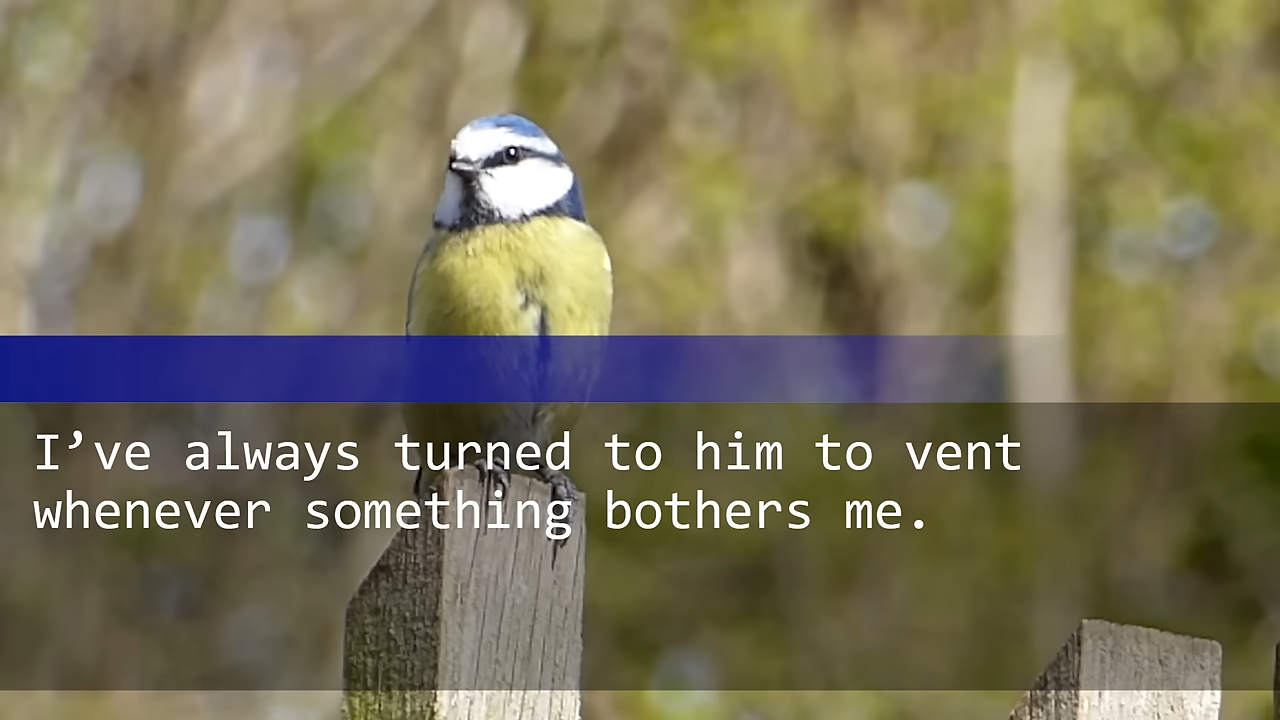 I’ve always turned to him to vent
whenever something bothers me.